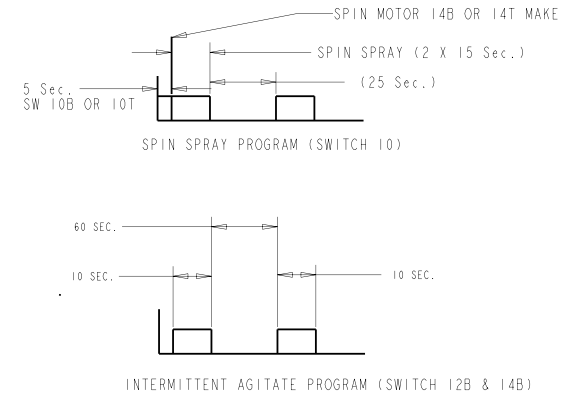 SPIN MOTOR 14B OR 14T MAKE
SPIN SPRAY (2 X 15 Sec.)
(25 Sec.)
5 Sec.
SW 10B OR 10T
SPIN SPRAY PROGRAM (SWITCH 10)
60 SEC.
10 SEC.
10 SEC.
INTERMITTENT AGITATE PROGRAM (SWITCH 12B & 14B)